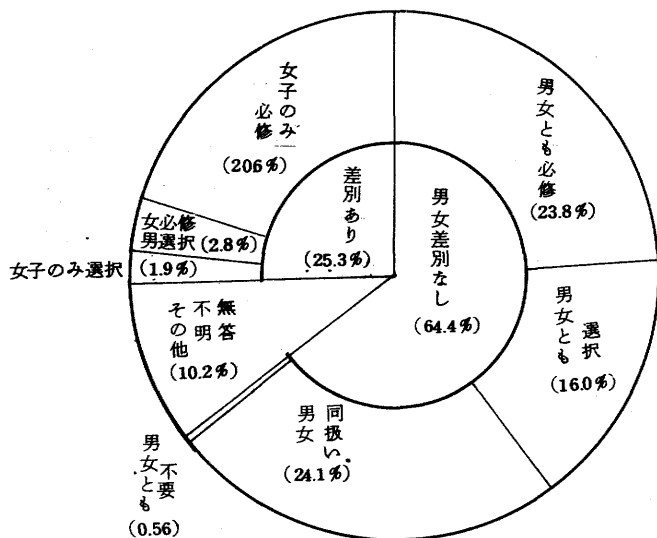 女子のみ
必修
(206%)
男女とも必修
(23.8%)
差別あり
(25.3%)
男女差別なし
(64.4%)
女必修
男選択(2.8%)
女子のみ選択
(1.9%)
無答
不明
その他
(10.2%)
選択
男女とも
(16.0%)
同扱い
男女
(24.1%)
不要
男女とも
(0.56)